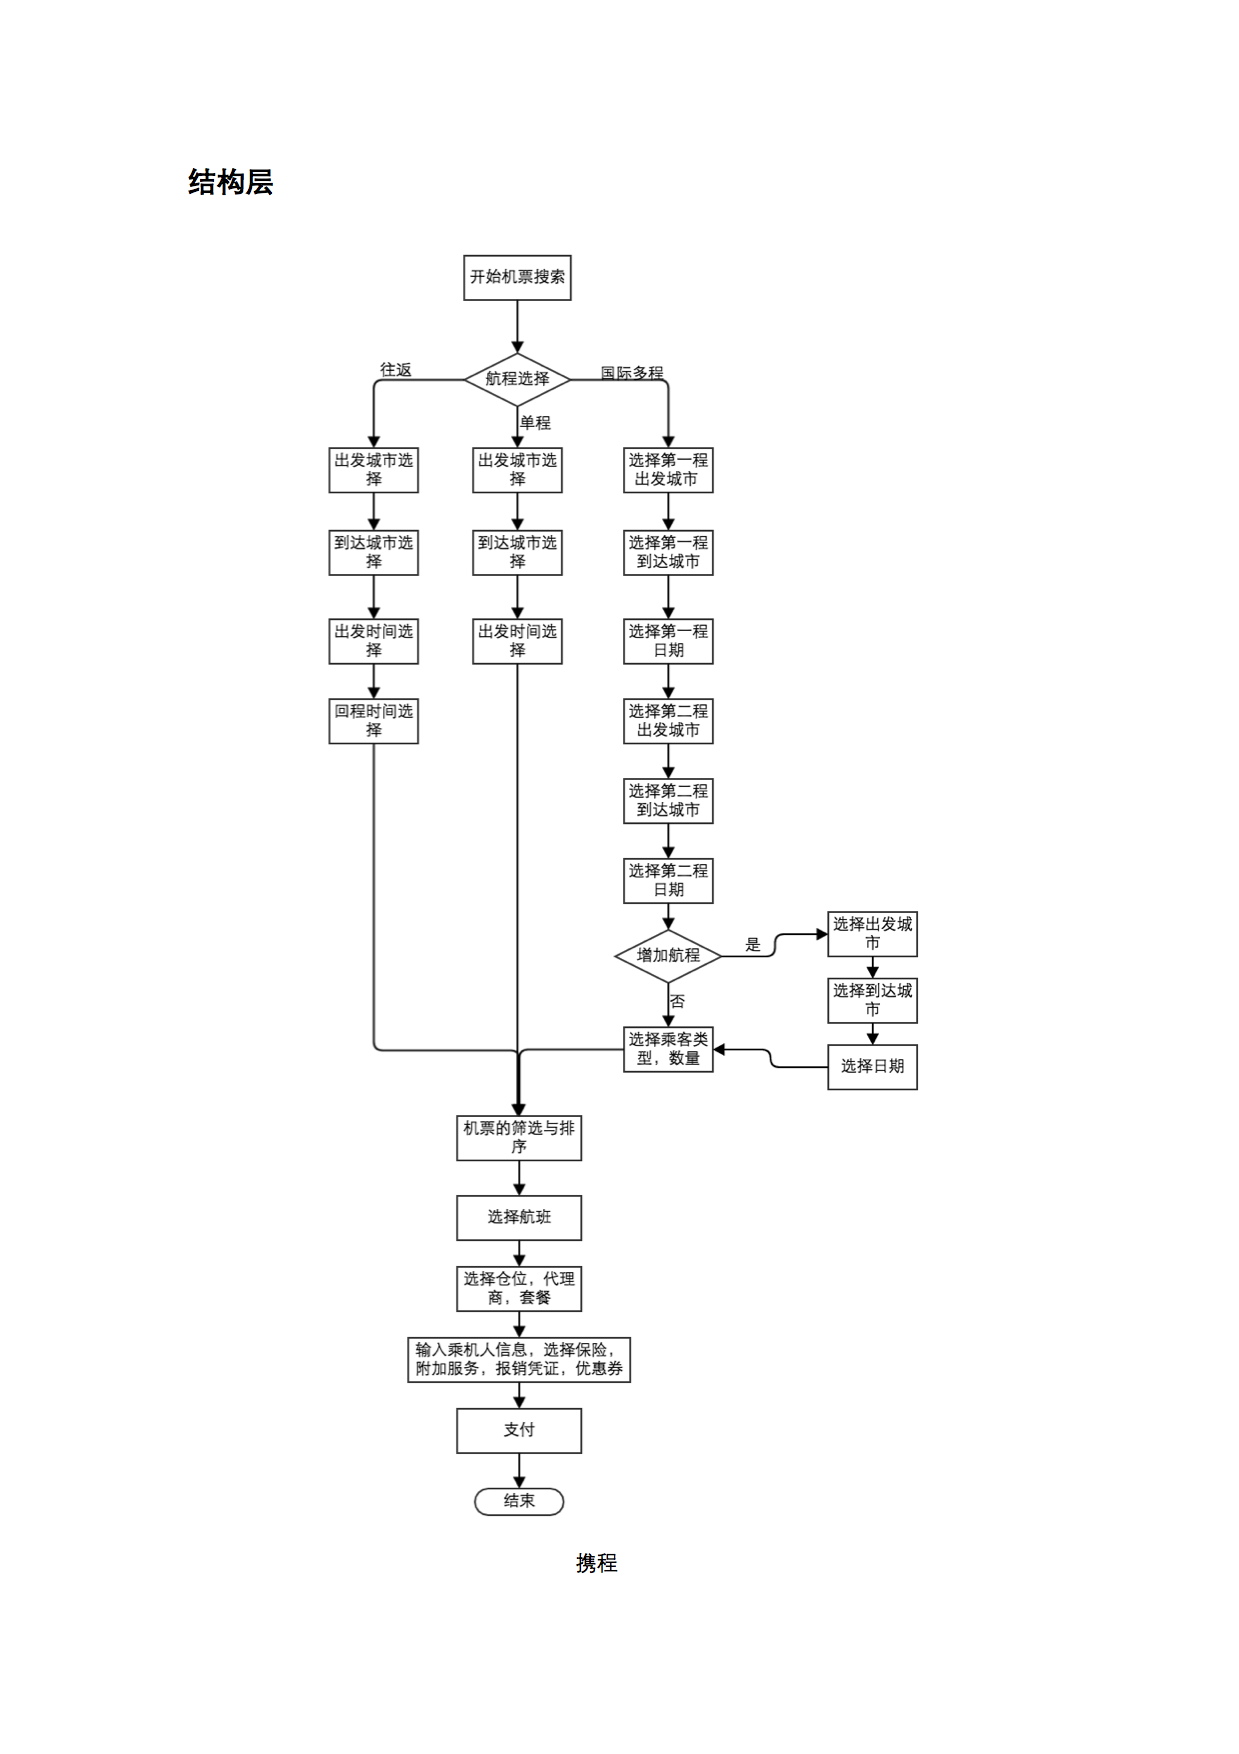 结构层
开始机票搜索
往返
航程选择
国际多程
单程
出发城市选
择
到达城市选
择
出发时间选
择
回程时间选
择
出发城市选
择
到达城市选
择
出发时间选
择
选择第一程
出发城市
选择第一程
到达城市
选择第一程
日期
选择第二程
出发城市
选择第二程
到达城市
选择第二程
日期
增加航程
是
否
选择出发城
市
选择到达城
市
选择日期
选择乘客类
型，数量
机票的筛选与排
序
选择航班
选择仓位，代理
商，套餐
输入乘机人信息，选择保险，
附加服务，报销凭证，优惠券
支付
结束
携程